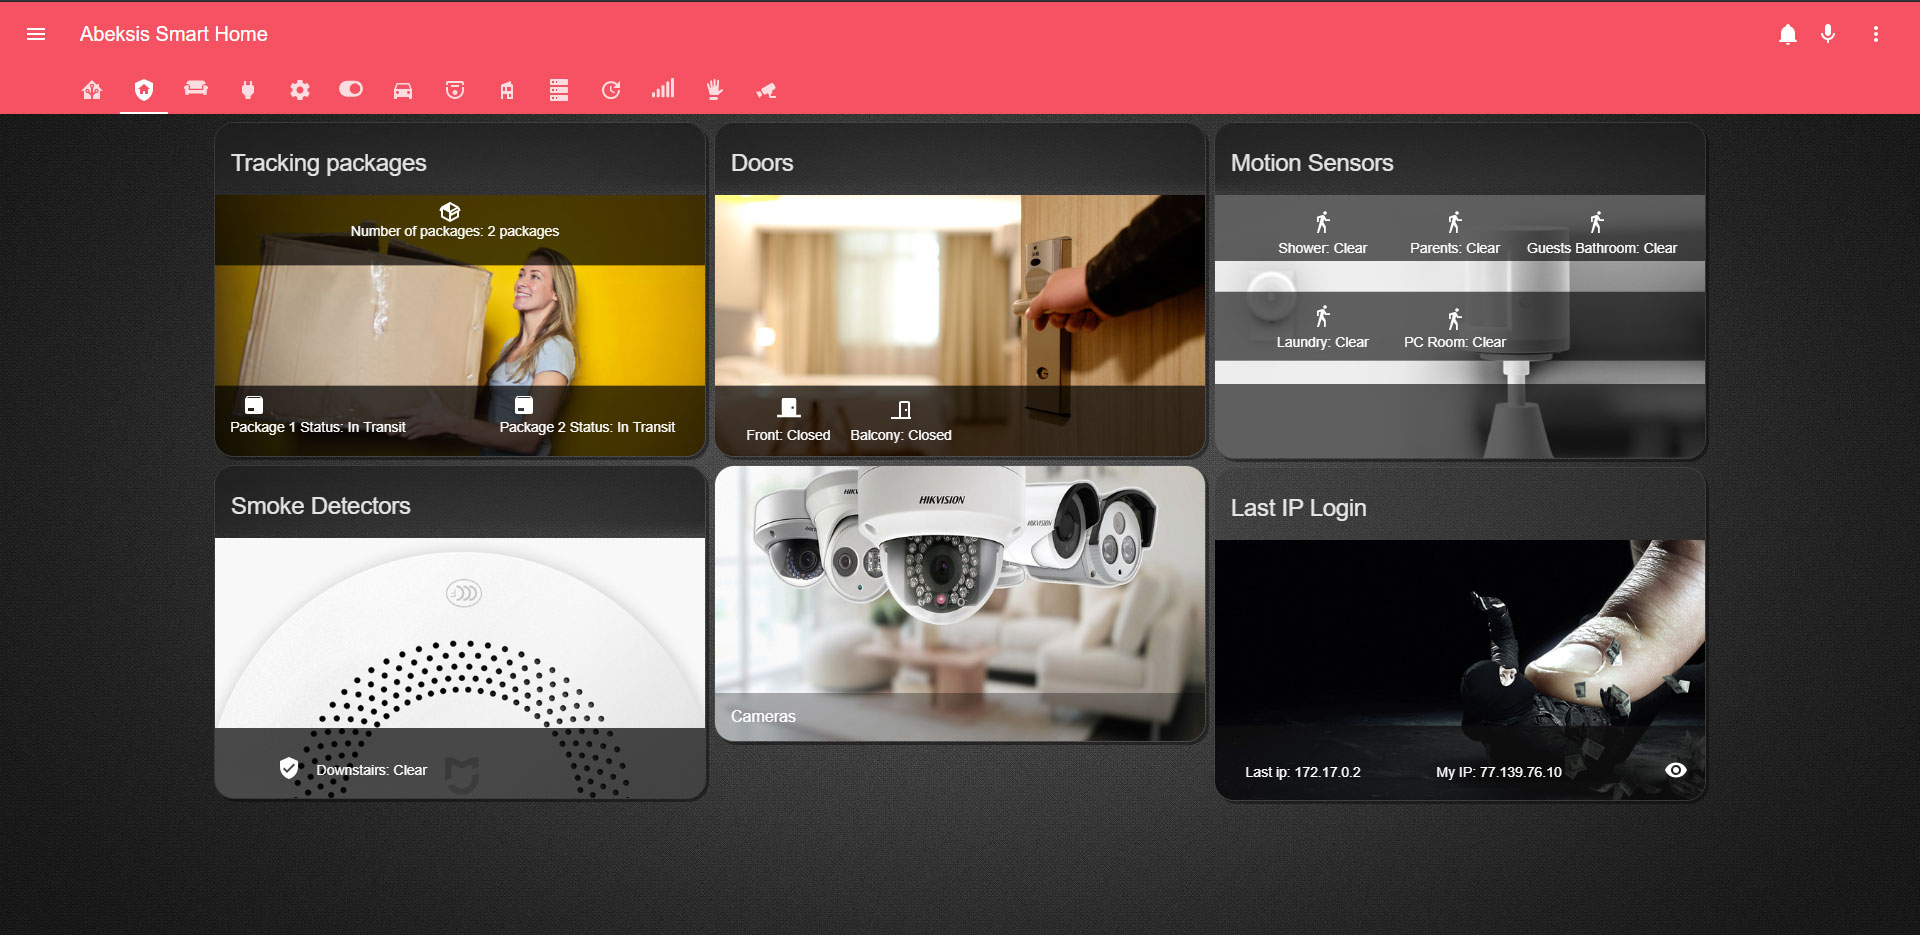 Abeksis Smart Home
Tracking packages
Number of packages: 2 packages
Package 1 Status: In Transit
Package 2 Status: In Transit
Doors
Front: Closed
Balcony: Closed
Motion Sensors
Shower: Clear
Parents: Clear
Guests Bathroom: Clear
Laundry: Clear
PC Room: Clear
Smoke Detectors
Downstairs: Clear
HIKVISION
HIKVISION
Cameras
Last IP Login
Last ip: 172.17.0.2
My IP: 77.139.76.10